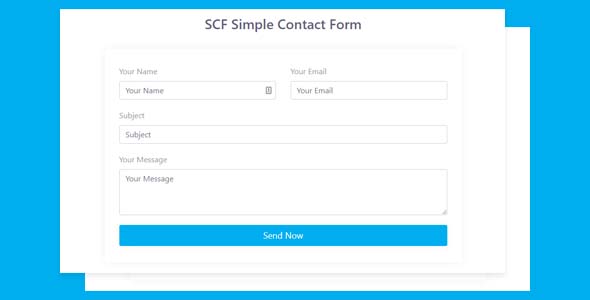 SCF Simple Contact Form
Your Name
Your Email
Your Name
Your Email
Subject
Subject
Your Message
Your Message
Send Now